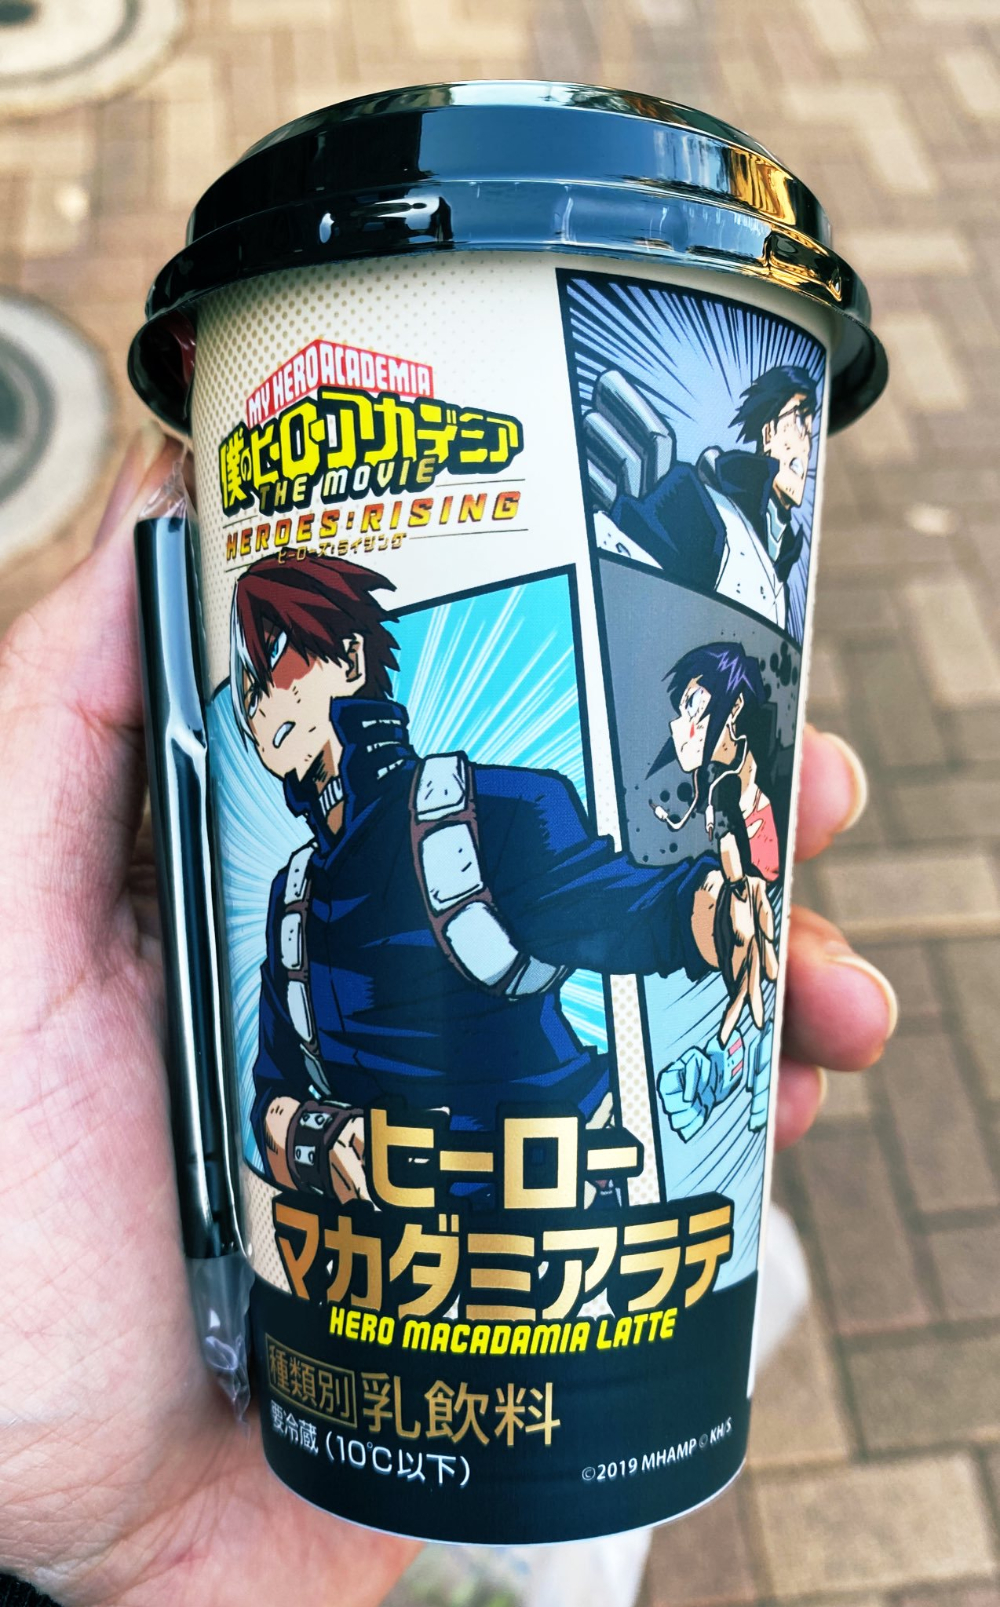 MY HERO ACADEMIA
僕のヒーローアカデミア
THE MOVIE
HEROES:RISING
ヒーローズ:ライジング
ヒーロー
マカダミアラテ
HERO MACADAMIA LATTE
種類別 乳飲料
要冷蔵 (10℃以下)
©2019 MHAMP ©KH/S